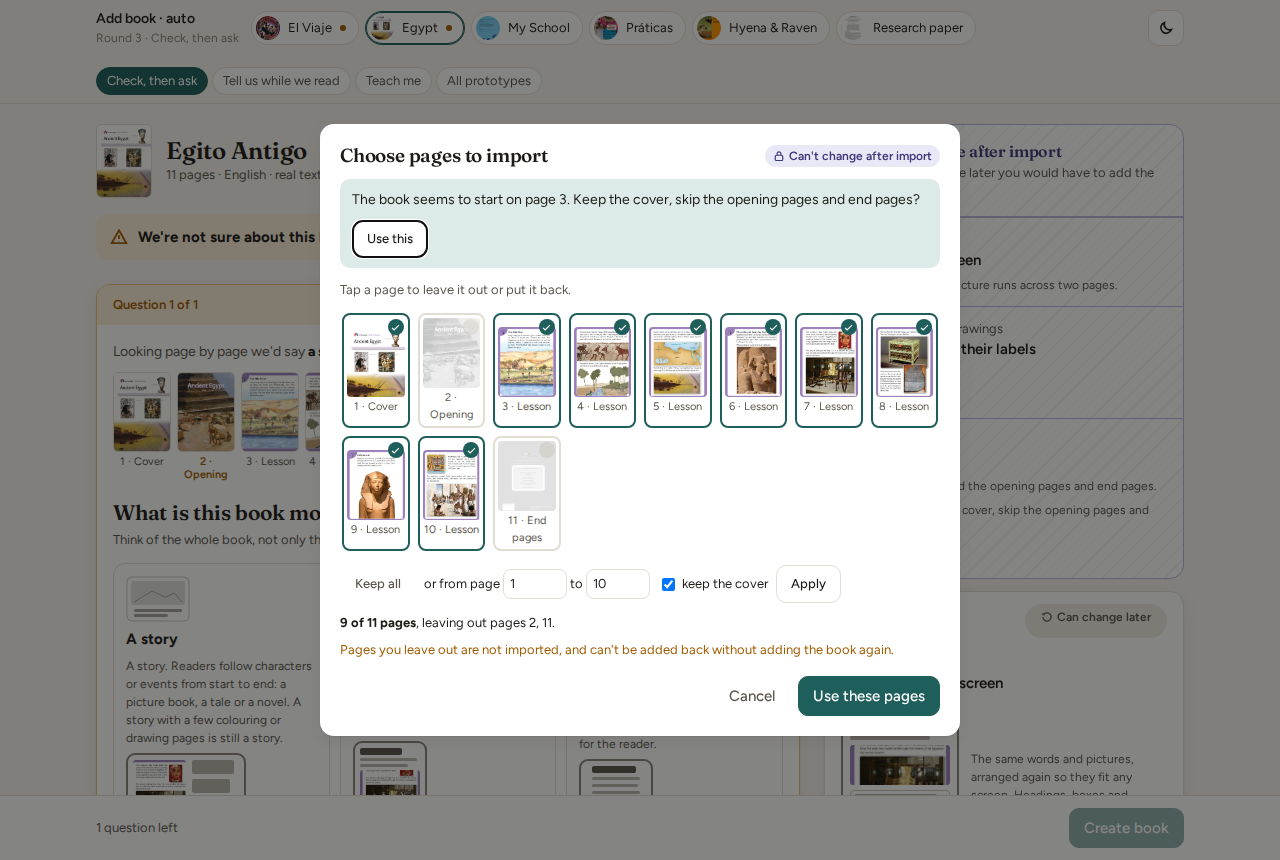 Add book · auto
Round 3 · Check, then ask
El Viaje
Egypt
My School
Práticas
Hyena & Raven
Research paper
Check, then ask
Tell us while we read
Teach me
All prototypes
Egito Antigo
11 pages · English · real text
We're not sure about this
Question 1 of 1
Looking page by page we'd say a s
1 · Cover
2 · Opening
3 · Lesson
4
What is this book mo
Think of the whole book, not only th
A story
A story. Readers follow characters
or events from start to end: a
picture book, a tale or a novel. A
story with a few colouring or
drawing pages is still a story.
for the reader.
Choose pages to import
Can't change after import
The book seems to start on page 3. Keep the cover, skip the opening pages and end pages?
Use this
Tap a page to leave it out or put it back.
1 · Cover
2 · Opening
3 · Lesson
4 · Lesson
5 · Lesson
6 · Lesson
7 · Lesson
8 · Lesson
9 · Lesson
10 · Lesson
11 · End pages
Keep all
or from page 1 to 10
keep the cover
Apply
9 of 11 pages, leaving out pages 2, 11.
Pages you leave out are not imported, and can't be added back without adding the book again.
Cancel
Use these pages
e after import
e later you would have to add the
een
cture runs across two pages.
rawings
their labels
d the opening pages and end pages.
cover, skip the opening pages and
Can change later
screen
The same words and pictures,
arranged again so they fit any
screen. Headings, boxes and
1 question left
Create book